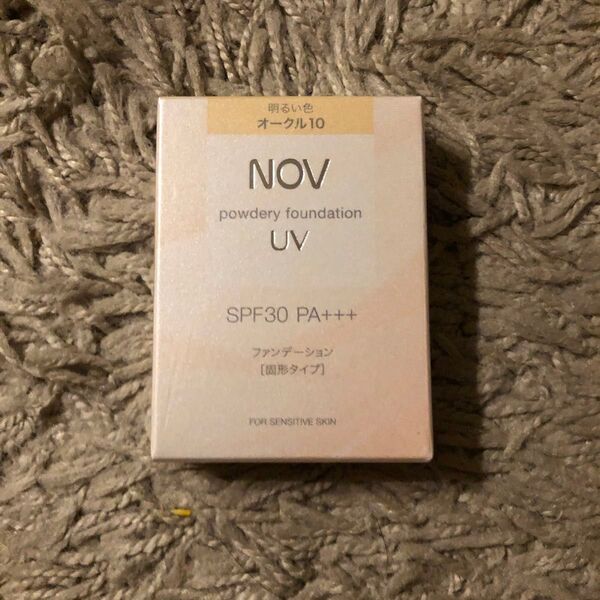 明るい色
オークル10
NOV
powdery foundation
UV
SPF30 PA+++
ファンデーション
[固形タイプ]
FOR SENSITIVE SKIN